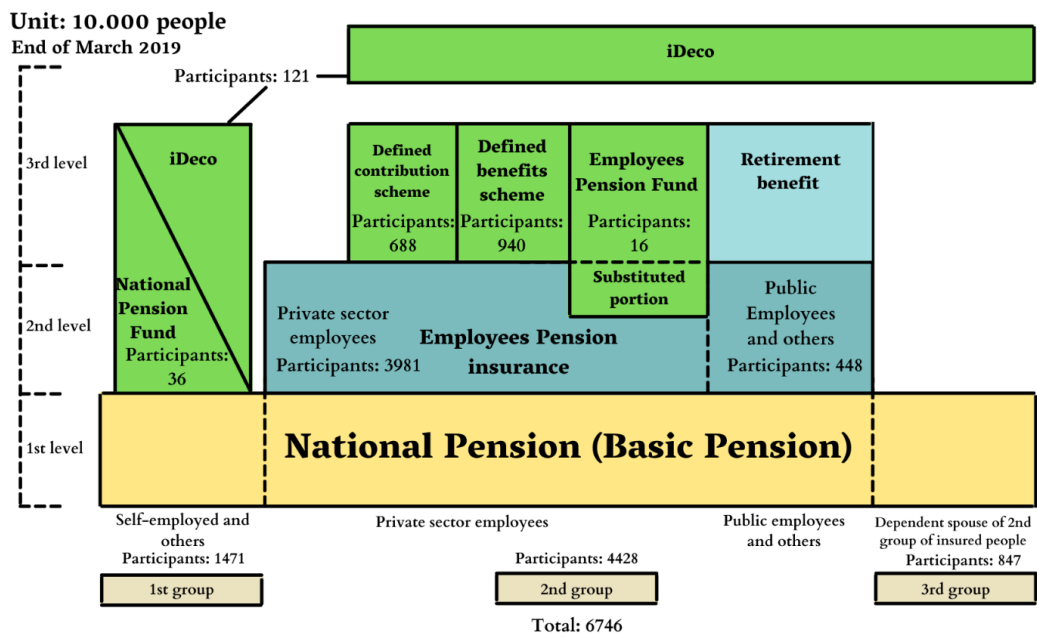 Unit: 10.000 people
End of March 2019
iDeco
Participants: 121
3rd level
iDeco
Defined
contribution
scheme
Participants:
688
Defined
benefits
scheme
Participants:
940
Employees
Pension Fund
Participants:
16
Retirement
benefit
National
Pension
Fund
Participants:
36
Substituted
portion
2nd level
Private sector
employees
Participants: 3981
Employees Pension
insurance
Public
Employees
and others
Participants: 448
1st level
National Pension (Basic Pension)
Self-employed and
others
Participants: 1471
1st group
Private sector employees
Participants: 4428
2nd group
Public employees
and others
Dependent spouse of 2nd
group of insured people
Participants: 847
3rd group
Total: 6746